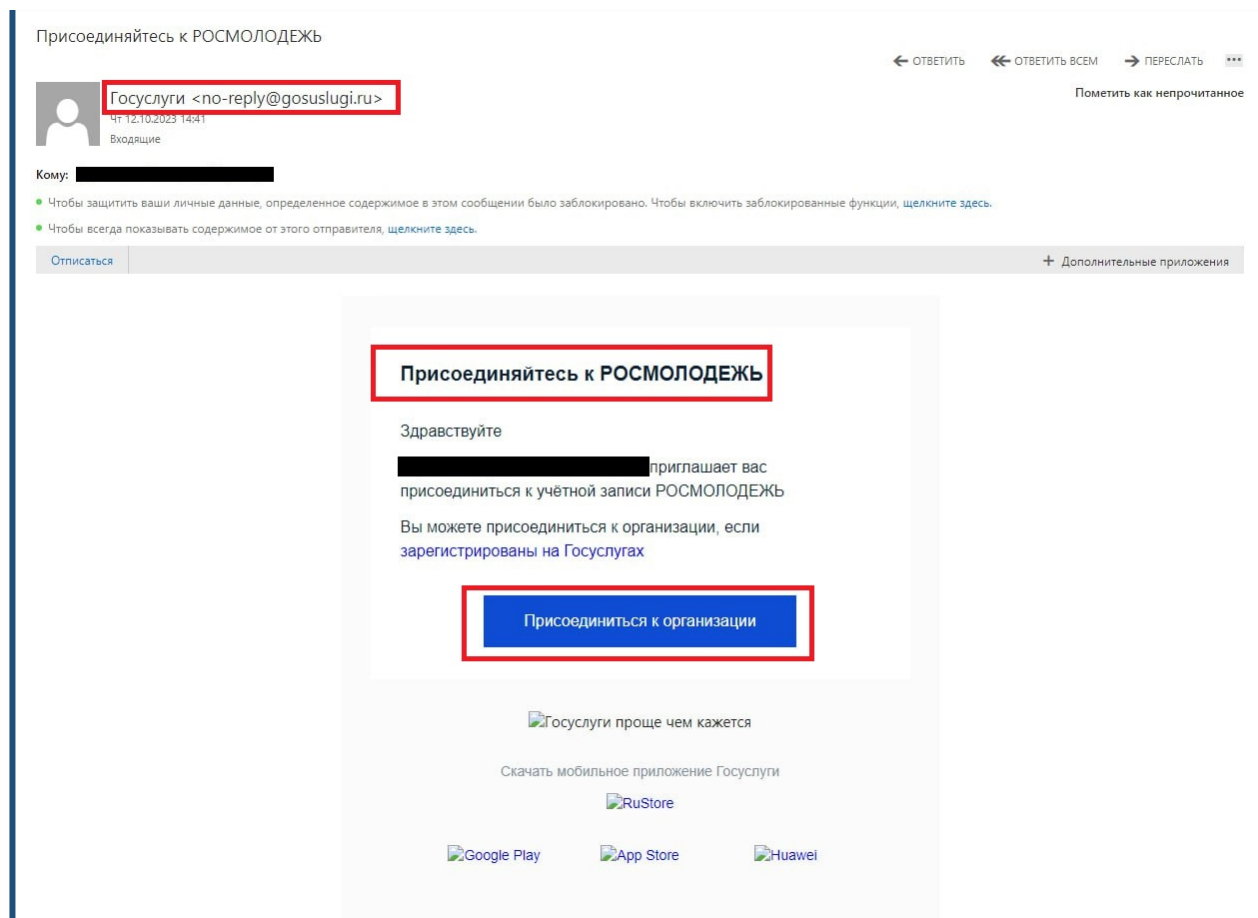 Присоединяйтесь к РОСМОЛОДЕЖЬ
ОТВЕТИТЬ ОТВЕТИТЬ ВСЕМ ПЕРЕСЛАТЬ ...
Госуслуги <no-reply@gosuslugi.ru>
Пометить как непрочитанное
Чт 12.10.2023 14:41
Входящие
Кому:
Чтобы защитить ваши личные данные, определенное содержимое в этом сообщении было заблокировано. Чтобы включить заблокированные функции, щелкните здесь.
Чтобы всегда показывать содержимое от этого отправителя, щелкните здесь.
Отписаться + Дополнительные приложения
Присоединяйтесь к РОСМОЛОДЕЖЬ
Здравствуйте
приглашает вас
присоединиться к учётной записи РОСМОЛОДЕЖЬ
Вы можете присоединиться к организации, если
зарегистрированы на Госуслугах
Присоединиться к организации
Госуслуги проще чем кажется
Скачать мобильное приложение Госуслуги
RuStore
Google Play App Store Huawei